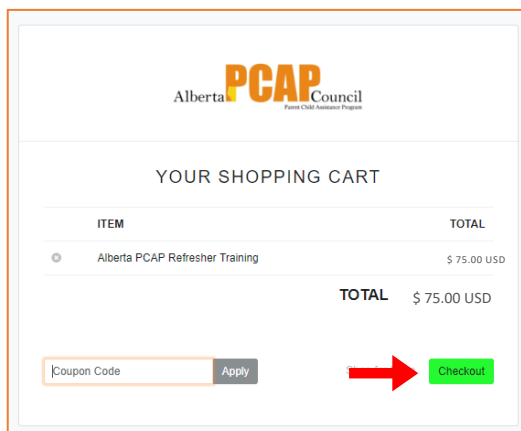 Alberta PCAP Council
Parent Child Assistance Program
YOUR SHOPPING CART
ITEM TOTAL
Alberta PCAP Refresher Training $ 75.00 USD
TOTAL $ 75.00 USD
Coupon Code Apply Checkout